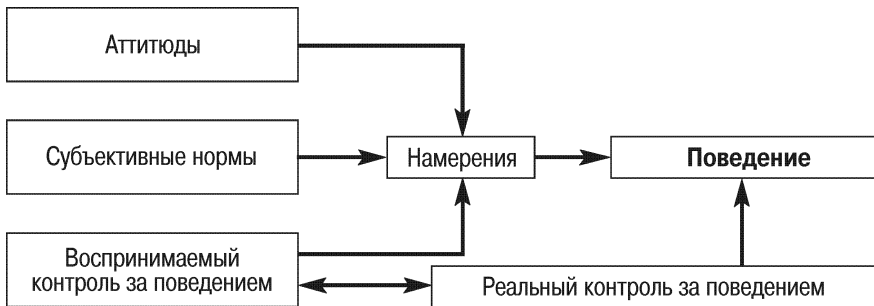 Аттитюды
Субъективные нормы
Намерения
Поведение
Воспринимаемый
контроль за поведением
Реальный контроль за поведением